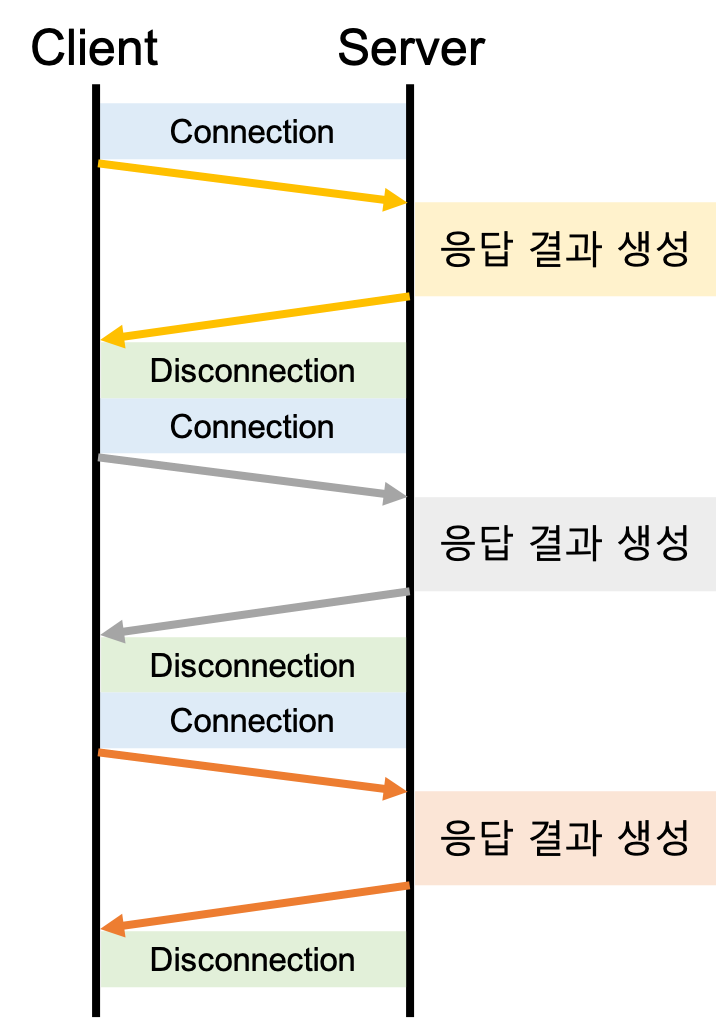 Client
Server
Connection
응답 결과 생성
Disconnection
Connection
응답 결과 생성
Disconnection
Connection
응답 결과 생성
Disconnection